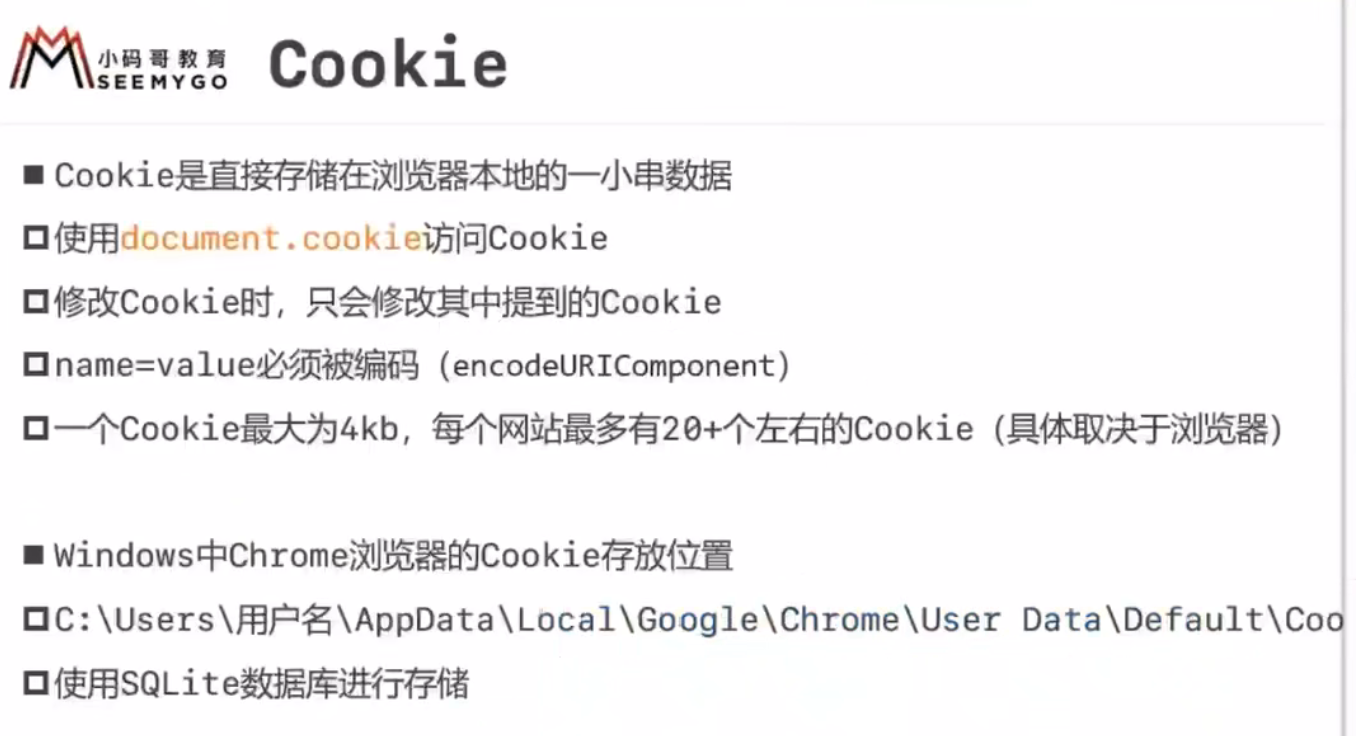 小码哥教育
SEEMYGO
Cookie
Cookie是直接存储在浏览器本地的一小串数据
使用document.cookie访问Cookie
修改Cookie时，只会修改其中提到的Cookie
name=value必须被编码（encodeURIComponent）
一个Cookie最大为4kb，每个网站最多有20+个左右的Cookie（具体取决于浏览器）
Windows中Chrome浏览器的Cookie存放位置
C:\Users\用户名\AppData\Local\Google\Chrome\User Data\Default\Coo
使用SQLite数据库进行存储